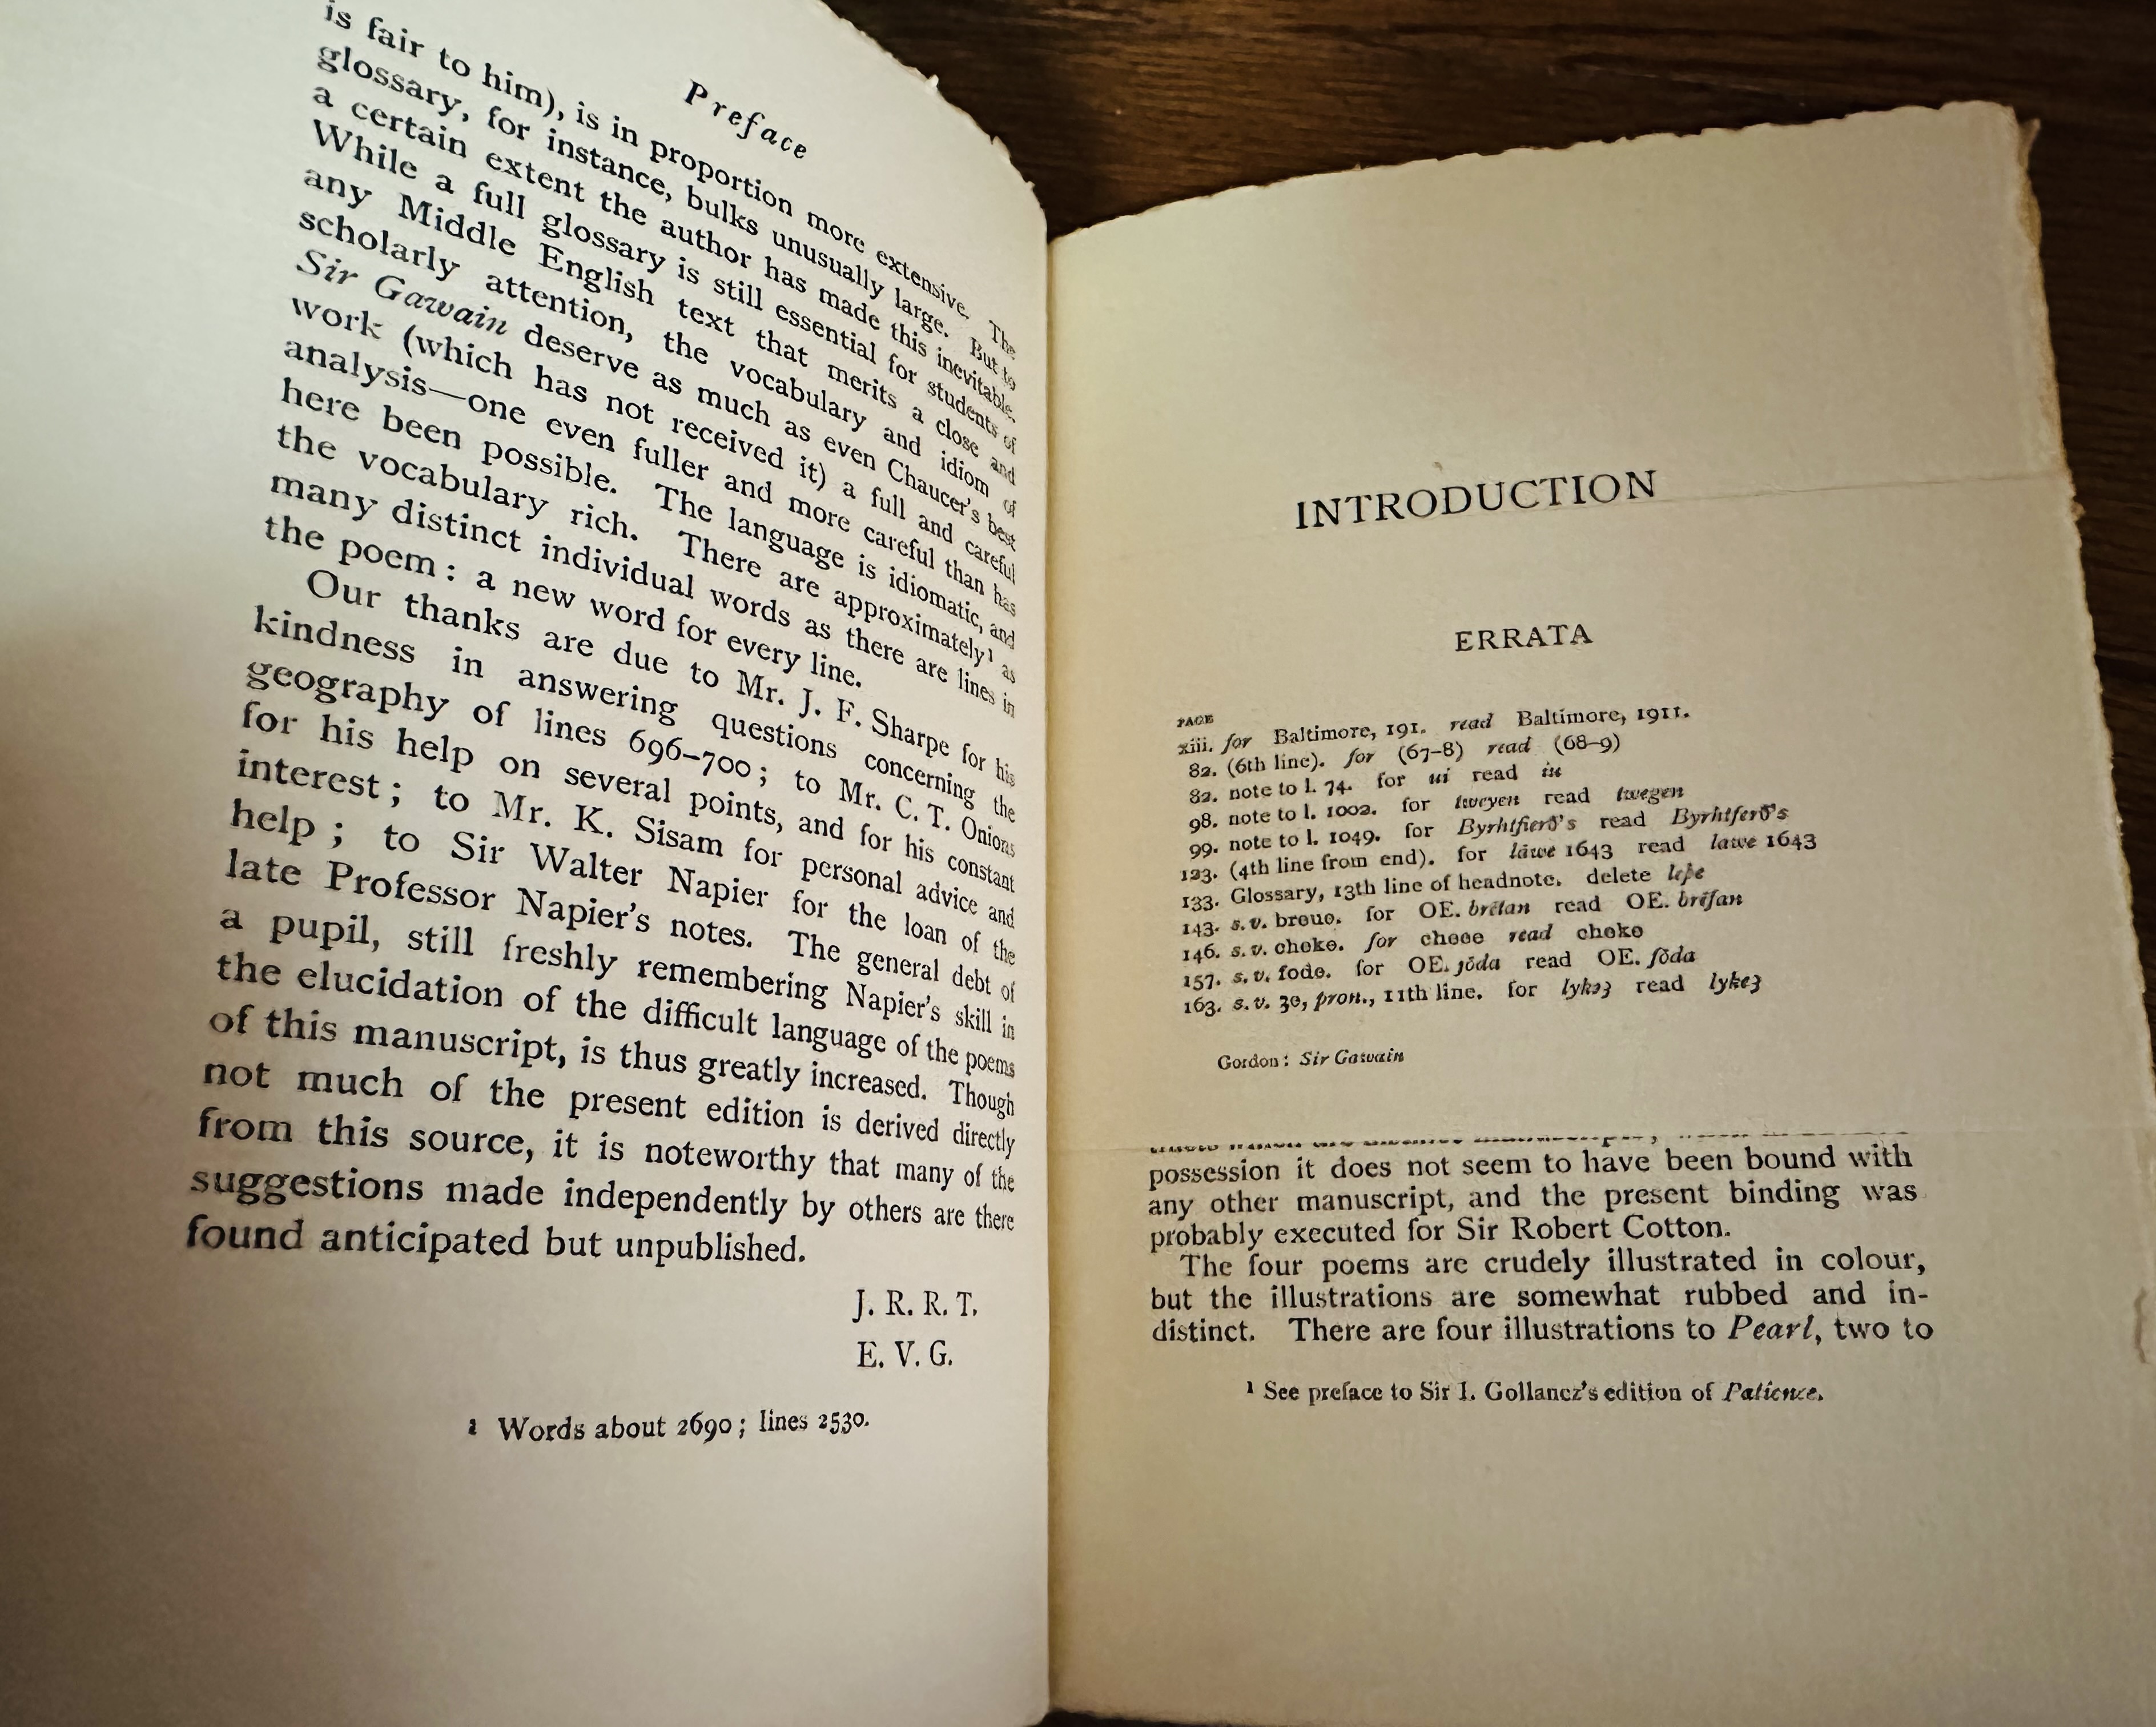 Preface
is fair to him), is in proportion more extensive. The
glossary, for instance, bulks unusually large. But to
a certain extent the author has made this inevitable.
While a full glossary is still essential for students of
any Middle English text that merits a close and
scholarly attention, the vocabulary and idiom of
Sir Gawain deserve as much as even Chaucer's best
work (which has not received it) a full and careful
analysis—one even fuller and more careful than has
here been possible. The language is idiomatic, and
the vocabulary rich. There are approximately¹ as
many distinct individual words as there are lines in
the poem: a new word for every line.
Our thanks are due to Mr. J. F. Sharpe for his
kindness in answering questions concerning the
geography of lines 696–700; to Mr. C. T. Onions
for his help on several points, and for his constant
interest; to Mr. K. Sisam for personal advice and
help; to Sir Walter Napier for the loan of the
late Professor Napier's notes. The general debt of
a pupil, still freshly remembering Napier's skill in
the elucidation of the difficult language of the poems
of this manuscript, is thus greatly increased. Though
not much of the present edition is derived directly
from this source, it is noteworthy that many of the
suggestions made independently by others are there
found anticipated but unpublished.
J. R. R. T.
E. V. G.
¹ Words about 2690; lines 2530.
INTRODUCTION
ERRATA
PAGE
xiii. for Baltimore, 191. read Baltimore, 1911.
82. (6th line). for (67–8) read (68–9)
82. note to l. 74. for ui read in
98. note to l. 1002. for tweyen read twegen
99. note to l. 1049. for Byrhtfierð's read Byrhtferð's
123. (4th line from end). for láwe 1643 read lawe 1643
133. Glossary, 13th line of headnote. delete lepe
143. s.v. breue. for OE. brētan read OE. brēfan
146. s.v. choke. for cheee read cheke
157. s.v. fode. for OE. jōda read OE. fōda
163. s.v. ȝe, pron., 11th line. for lykɔȝ read lykeȝ
Gordon: Sir Gawain
possession it does not seem to have been bound with
any other manuscript, and the present binding was
probably executed for Sir Robert Cotton.
The four poems are crudely illustrated in colour,
but the illustrations are somewhat rubbed and in-
distinct. There are four illustrations to Pearl, two to
¹ See preface to Sir I. Gollancz's edition of Patience.